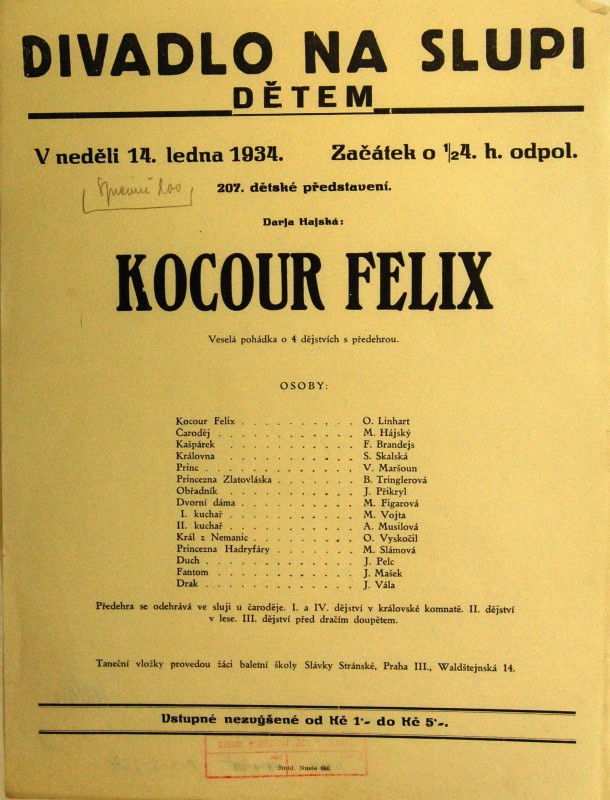 DIVADLO NA SLUPI
DĚTEM
V neděli 14. ledna 1934. Začátek o ½4. h. odpol.
207. dětské představení.
Darja Hajská:
KOCOUR FELIX
Veselá pohádka o 4 dějstvích s předehrou.
OSOBY:
Kocour Felix . . . . . . . . . . O. Linhart
Čaroděj . . . . . . . . . . . M. Hájský
Kašpárek . . . . . . . . . . F. Brandejs
Královna . . . . . . . . . . S. Skalská
Princ . . . . . . . . . . . . V. Maršoun
Princezna Zlatovláska . . . . . . B. Tringlerová
Obřadník . . . . . . . . . . J. Přikryl
Dvorní dáma . . . . . . . . . M. Figarová
I. kuchař . . . . . . . . . . M. Vojta
II. kuchař . . . . . . . . . . A. Musilová
Král z Nemanic . . . . . . . . O. Vyskočil
Princezna Hadryfáry . . . . . . M. Slámová
Duch . . . . . . . . . . . . J. Pelc
Fantom . . . . . . . . . . . J. Mašek
Drak . . . . . . . . . . . . J. Vála
Předehra se odehrává ve sluji u čaroděje. I. a IV. dějství v královské komnatě. II. dějství
v lese. III. dějství před dračím doupětem.
Taneční vložky provedou žáci baletní školy Slávky Stránské, Praha III., Waldštejnská 14.
Vstupné nezvýšené od Kč 1·- do Kč 5·-.
Šmíd, Nusle